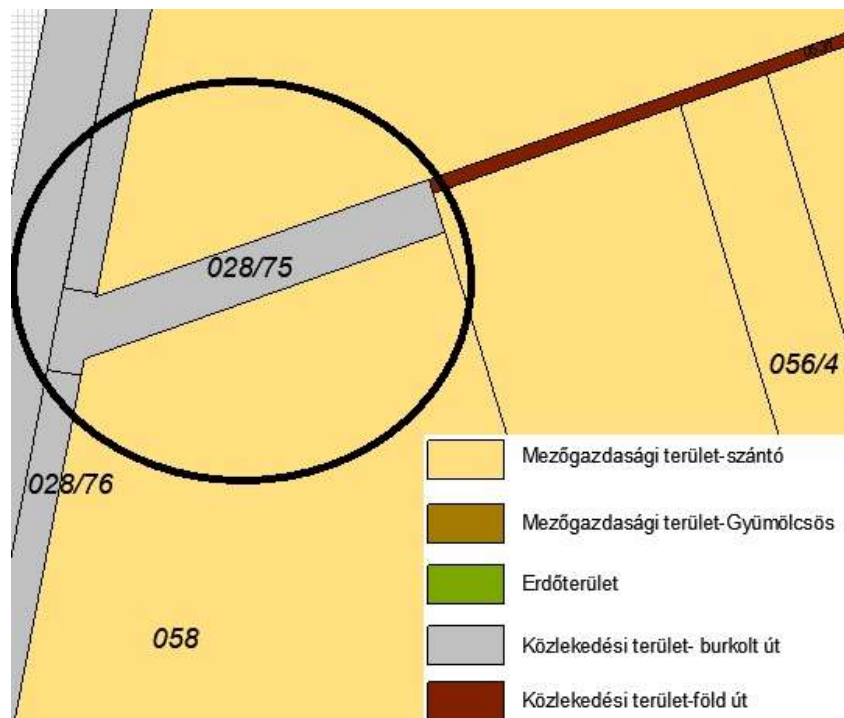 028/75
056/4
028/76
058
Mezőgazdasági terület-szántó
Mezőgazdasági terület-Gyümölcsös
Erdőterület
Közlekedési terület- burkolt út
Közlekedési terület-föld út